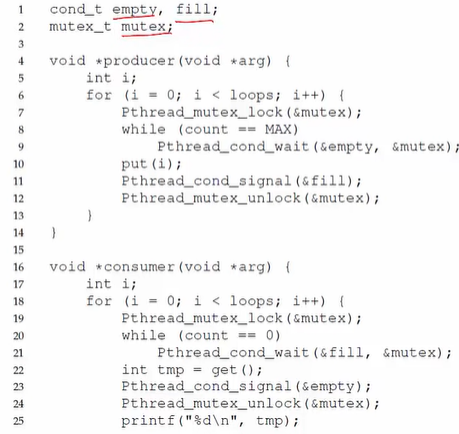 1 cond_t empty, fill;
2 mutex_t mutex;
3
4 void *producer(void *arg) {
5 int i;
6 for (i = 0; i < loops; i++) {
7 Pthread_mutex_lock(&mutex);
8 while (count == MAX)
9 Pthread_cond_wait(&empty, &mutex);
10 put(i);
11 Pthread_cond_signal(&fill);
12 Pthread_mutex_unlock(&mutex);
13 }
14 }
15
16 void *consumer(void *arg) {
17 int i;
18 for (i = 0; i < loops; i++) {
19 Pthread_mutex_lock(&mutex);
20 while (count == 0)
21 Pthread_cond_wait(&fill, &mutex);
22 int tmp = get();
23 Pthread_cond_signal(&empty);
24 Pthread_mutex_unlock(&mutex);
25 printf("%d\n", tmp);